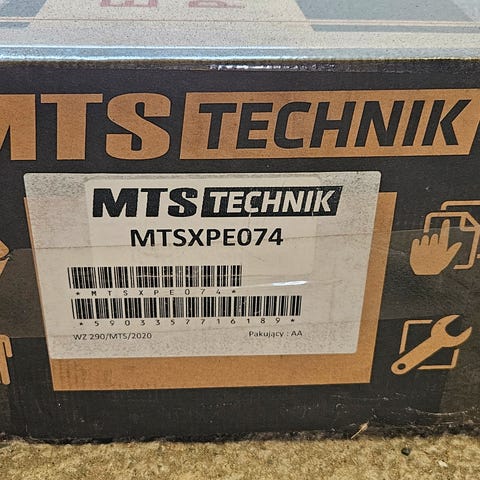 MTS TECHNIK
MTS TECHNIK
MTSXPE074
*MTSXPE074*
*5903357716189*
WZ 290/MTS/2020 Pakujący : AA